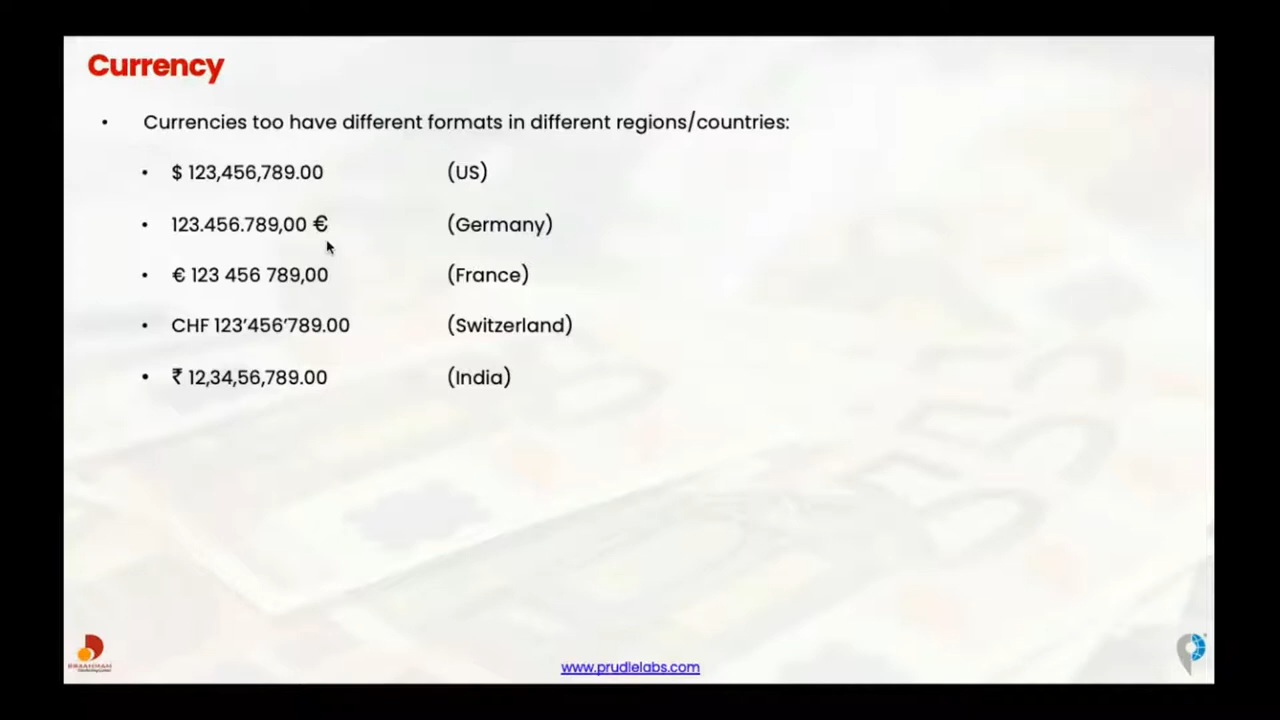 Currency
• Currencies too have different formats in different regions/countries:
• $ 123,456,789.00 (US)
• 123.456.789,00 € (Germany)
• € 123 456 789,00 (France)
• CHF 123’456’789.00 (Switzerland)
• ₹ 12,34,56,789.00 (India)
www.prudlelabs.com